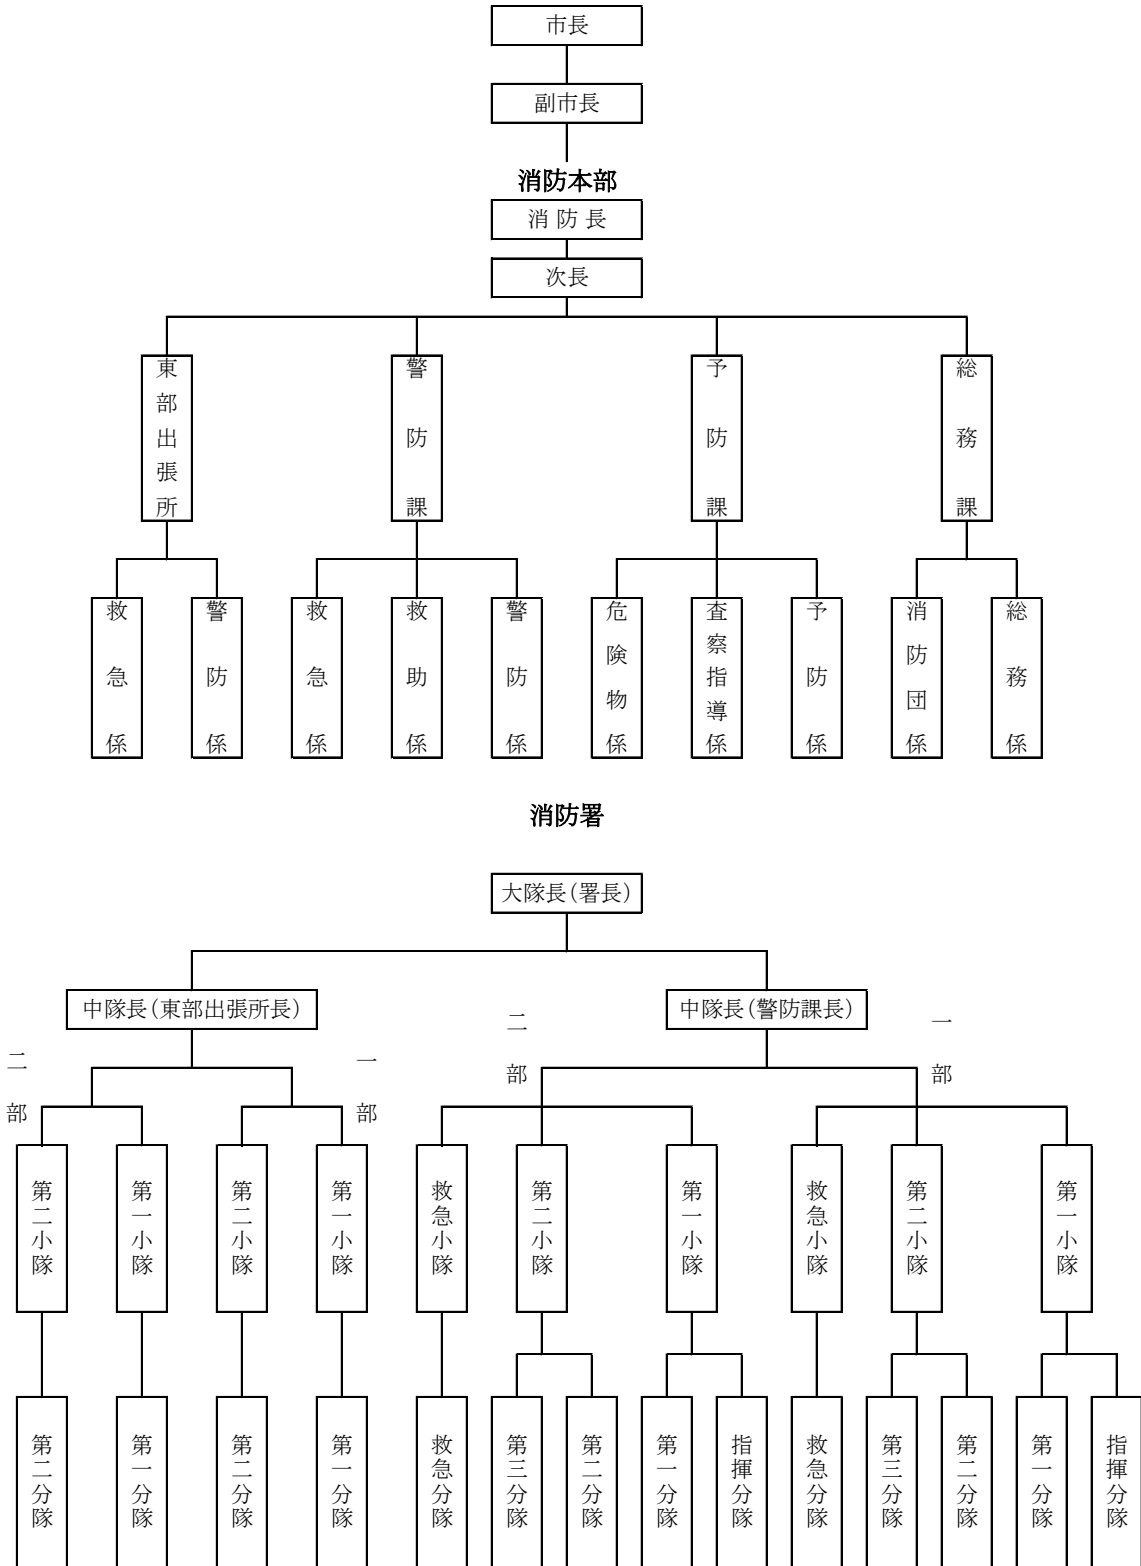 市長
副市長
消防本部
消 防 長
次長
東部出張所
警防課
予防課
総務課
救急係
警防係
救急係
救助係
警防係
危険物係
査察指導係
予防係
消防団係
総務係
消防署
大隊長(署長)
中隊長(東部出張所長)
中隊長(警防課長)
二部
一部
二部
一部
第二小隊
第一小隊
第二小隊
第一小隊
救急小隊
第二小隊
第一小隊
救急小隊
第二小隊
第一小隊
第二分隊
第一分隊
第二分隊
第一分隊
救急分隊
第三分隊
第二分隊
第一分隊
指揮分隊
救急分隊
第三分隊
第二分隊
第一分隊
指揮分隊